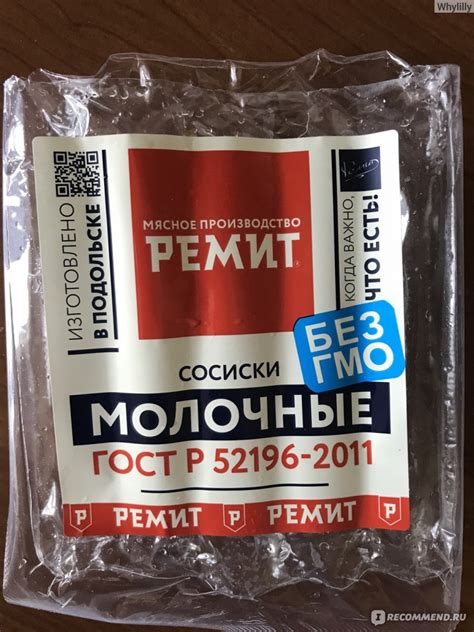 Whylilly
МЯСНОЕ ПРОИЗВОДСТВО
РЕМИТ
ИЗГОТОВЛЕНО
В ПОДОЛЬСКЕ
КОГДА ВАЖНО,
ЧТО ЕСТЬ!
БЕЗ
ГМО
СОСИСКИ
МОЛОЧНЫЕ
ГОСТ Р 52196-2011
Р РЕМИТ Р РЕМИТ Р
RECOMMEND.RU